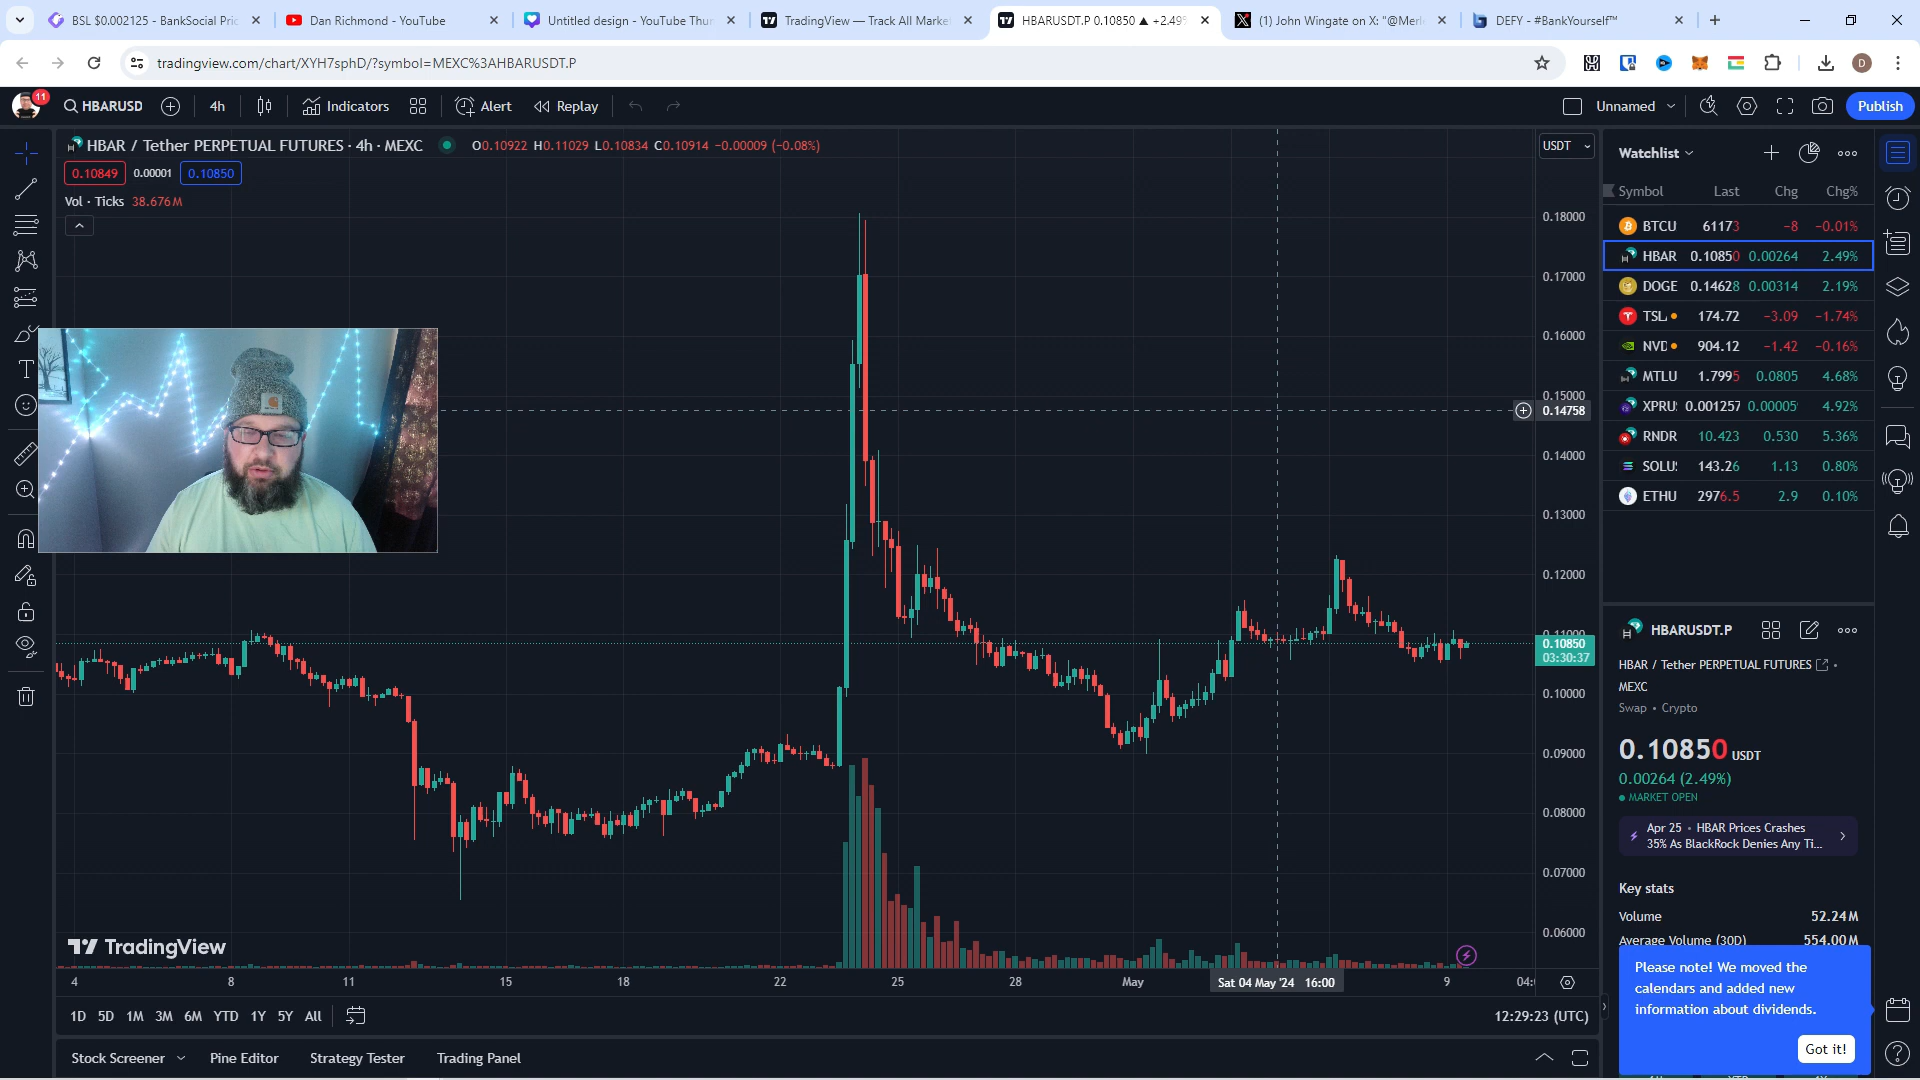 BSL $0.002125 - BankSocial Pric
Dan Richmond - YouTube
Untitled design - YouTube Thur
TradingView — Track All Marke
HBARUSDT.P 0.10850 ▲ +2.49%
(1) John Wingate on X: "@Merl
DEFY - #BankYourself™
tradingview.com/chart/XYH7sphD/?symbol=MEXC%3AHBARUSDT.P
D
11
HBARUSD
4h
Indicators
Alert
Replay
Unnamed
Publish
HBAR / Tether PERPETUAL FUTURES · 4h · MEXC
O0.10922 H0.11029 L0.10834 C0.10914 −0.00009 (−0.08%)
USDT
0.10849
0.00001
0.10850
Vol · Ticks 38.676M
0.18000
0.17000
0.16000
0.15000
0.14758
0.14000
0.13000
0.12000
0.11000
0.10850
03:30:37
0.10000
0.09000
0.08000
0.07000
0.06000
TradingView
4
8
11
15
18
22
25
28
May
Sat 04 May '24 16:00
9
04:
1D 5D 1M 3M 6M YTD 1Y 5Y All
12:29:23 (UTC)
Stock Screener
Pine Editor
Strategy Tester
Trading Panel
Watchlist
Symbol Last Chg Chg%
BTCU 61173 −8 −0.01%
HBAR 0.10850 0.00264 2.49%
DOGE 0.14628 0.00314 2.19%
TSL 174.72 −3.09 −1.74%
NVD 904.12 −1.42 −0.16%
MTLU 1.7995 0.0805 4.68%
XPRU 0.001257 0.00005 4.92%
RNDR 10.423 0.530 5.36%
SOLU 143.26 1.13 0.80%
ETHU 2976.5 2.9 0.10%
HBARUSDT.P
HBAR / Tether PERPETUAL FUTURES •
MEXC
Swap • Crypto
0.10850 USDT
0.00264 (2.49%)
MARKET OPEN
Apr 25 • HBAR Prices Crashes
35% As BlackRock Denies Any Ti...
Key stats
Volume 52.24M
Average Volume (30D) 554.00M
Please note! We moved the
calendars and added new
information about dividends.
Got it!